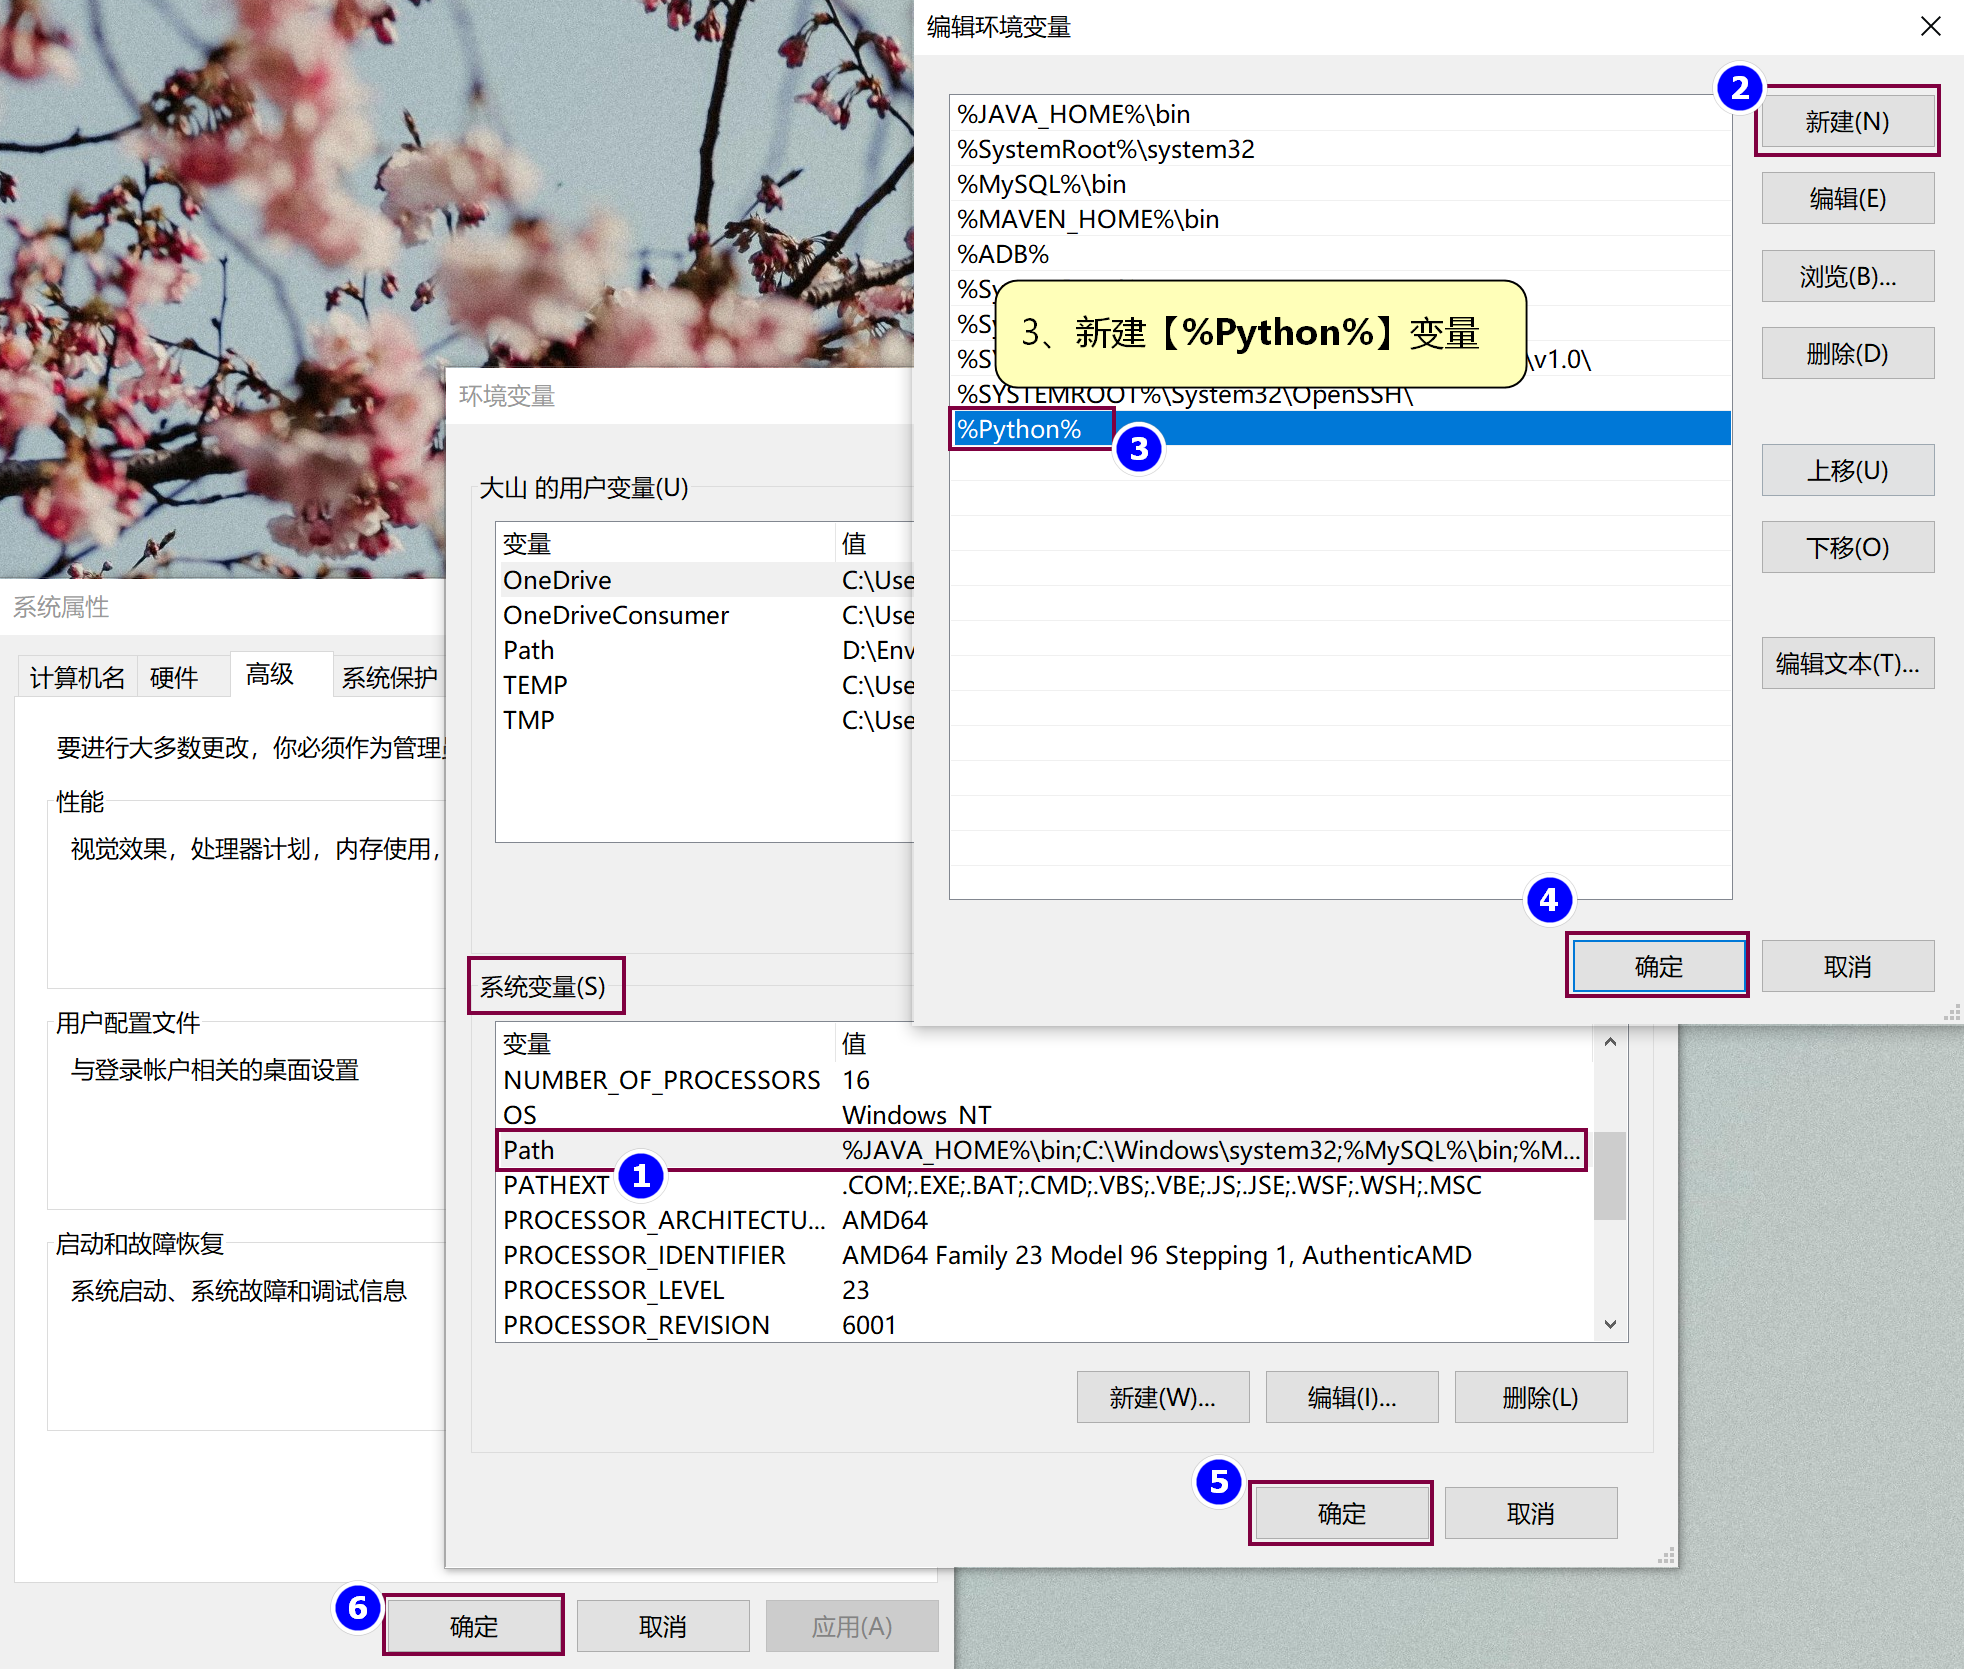 编辑环境变量
2
新建(N)
编辑(E)
浏览(B)...
删除(D)
上移(U)
下移(O)
编辑文本(T)...
%JAVA_HOME%\bin
%SystemRoot%\system32
%MySQL%\bin
%MAVEN_HOME%\bin
%ADB%
3、新建【%Python%】变量
\v1.0\
%SYSTEMROOT%\System32\OpenSSH\
%Python%
3
4
确定
取消
环境变量
大山 的用户变量(U)
变量 值
OneDrive C:\Use
OneDriveConsumer C:\Use
Path D:\Env
TEMP C:\Use
TMP C:\Use
系统变量(S)
变量 值
NUMBER_OF_PROCESSORS 16
OS Windows_NT
Path %JAVA_HOME%\bin;C:\Windows\system32;%MySQL%\bin;%M...
1
PATHEXT .COM;.EXE;.BAT;.CMD;.VBS;.VBE;.JS;.JSE;.WSF;.WSH;.MSC
PROCESSOR_ARCHITECTU... AMD64
PROCESSOR_IDENTIFIER AMD64 Family 23 Model 96 Stepping 1, AuthenticAMD
PROCESSOR_LEVEL 23
PROCESSOR_REVISION 6001
新建(W)... 编辑(I)... 删除(L)
5
确定 取消
系统属性
计算机名 硬件 高级 系统保护
要进行大多数更改，你必须作为管理
性能
视觉效果，处理器计划，内存使用，
用户配置文件
与登录帐户相关的桌面设置
启动和故障恢复
系统启动、系统故障和调试信息
6
确定 取消 应用(A)